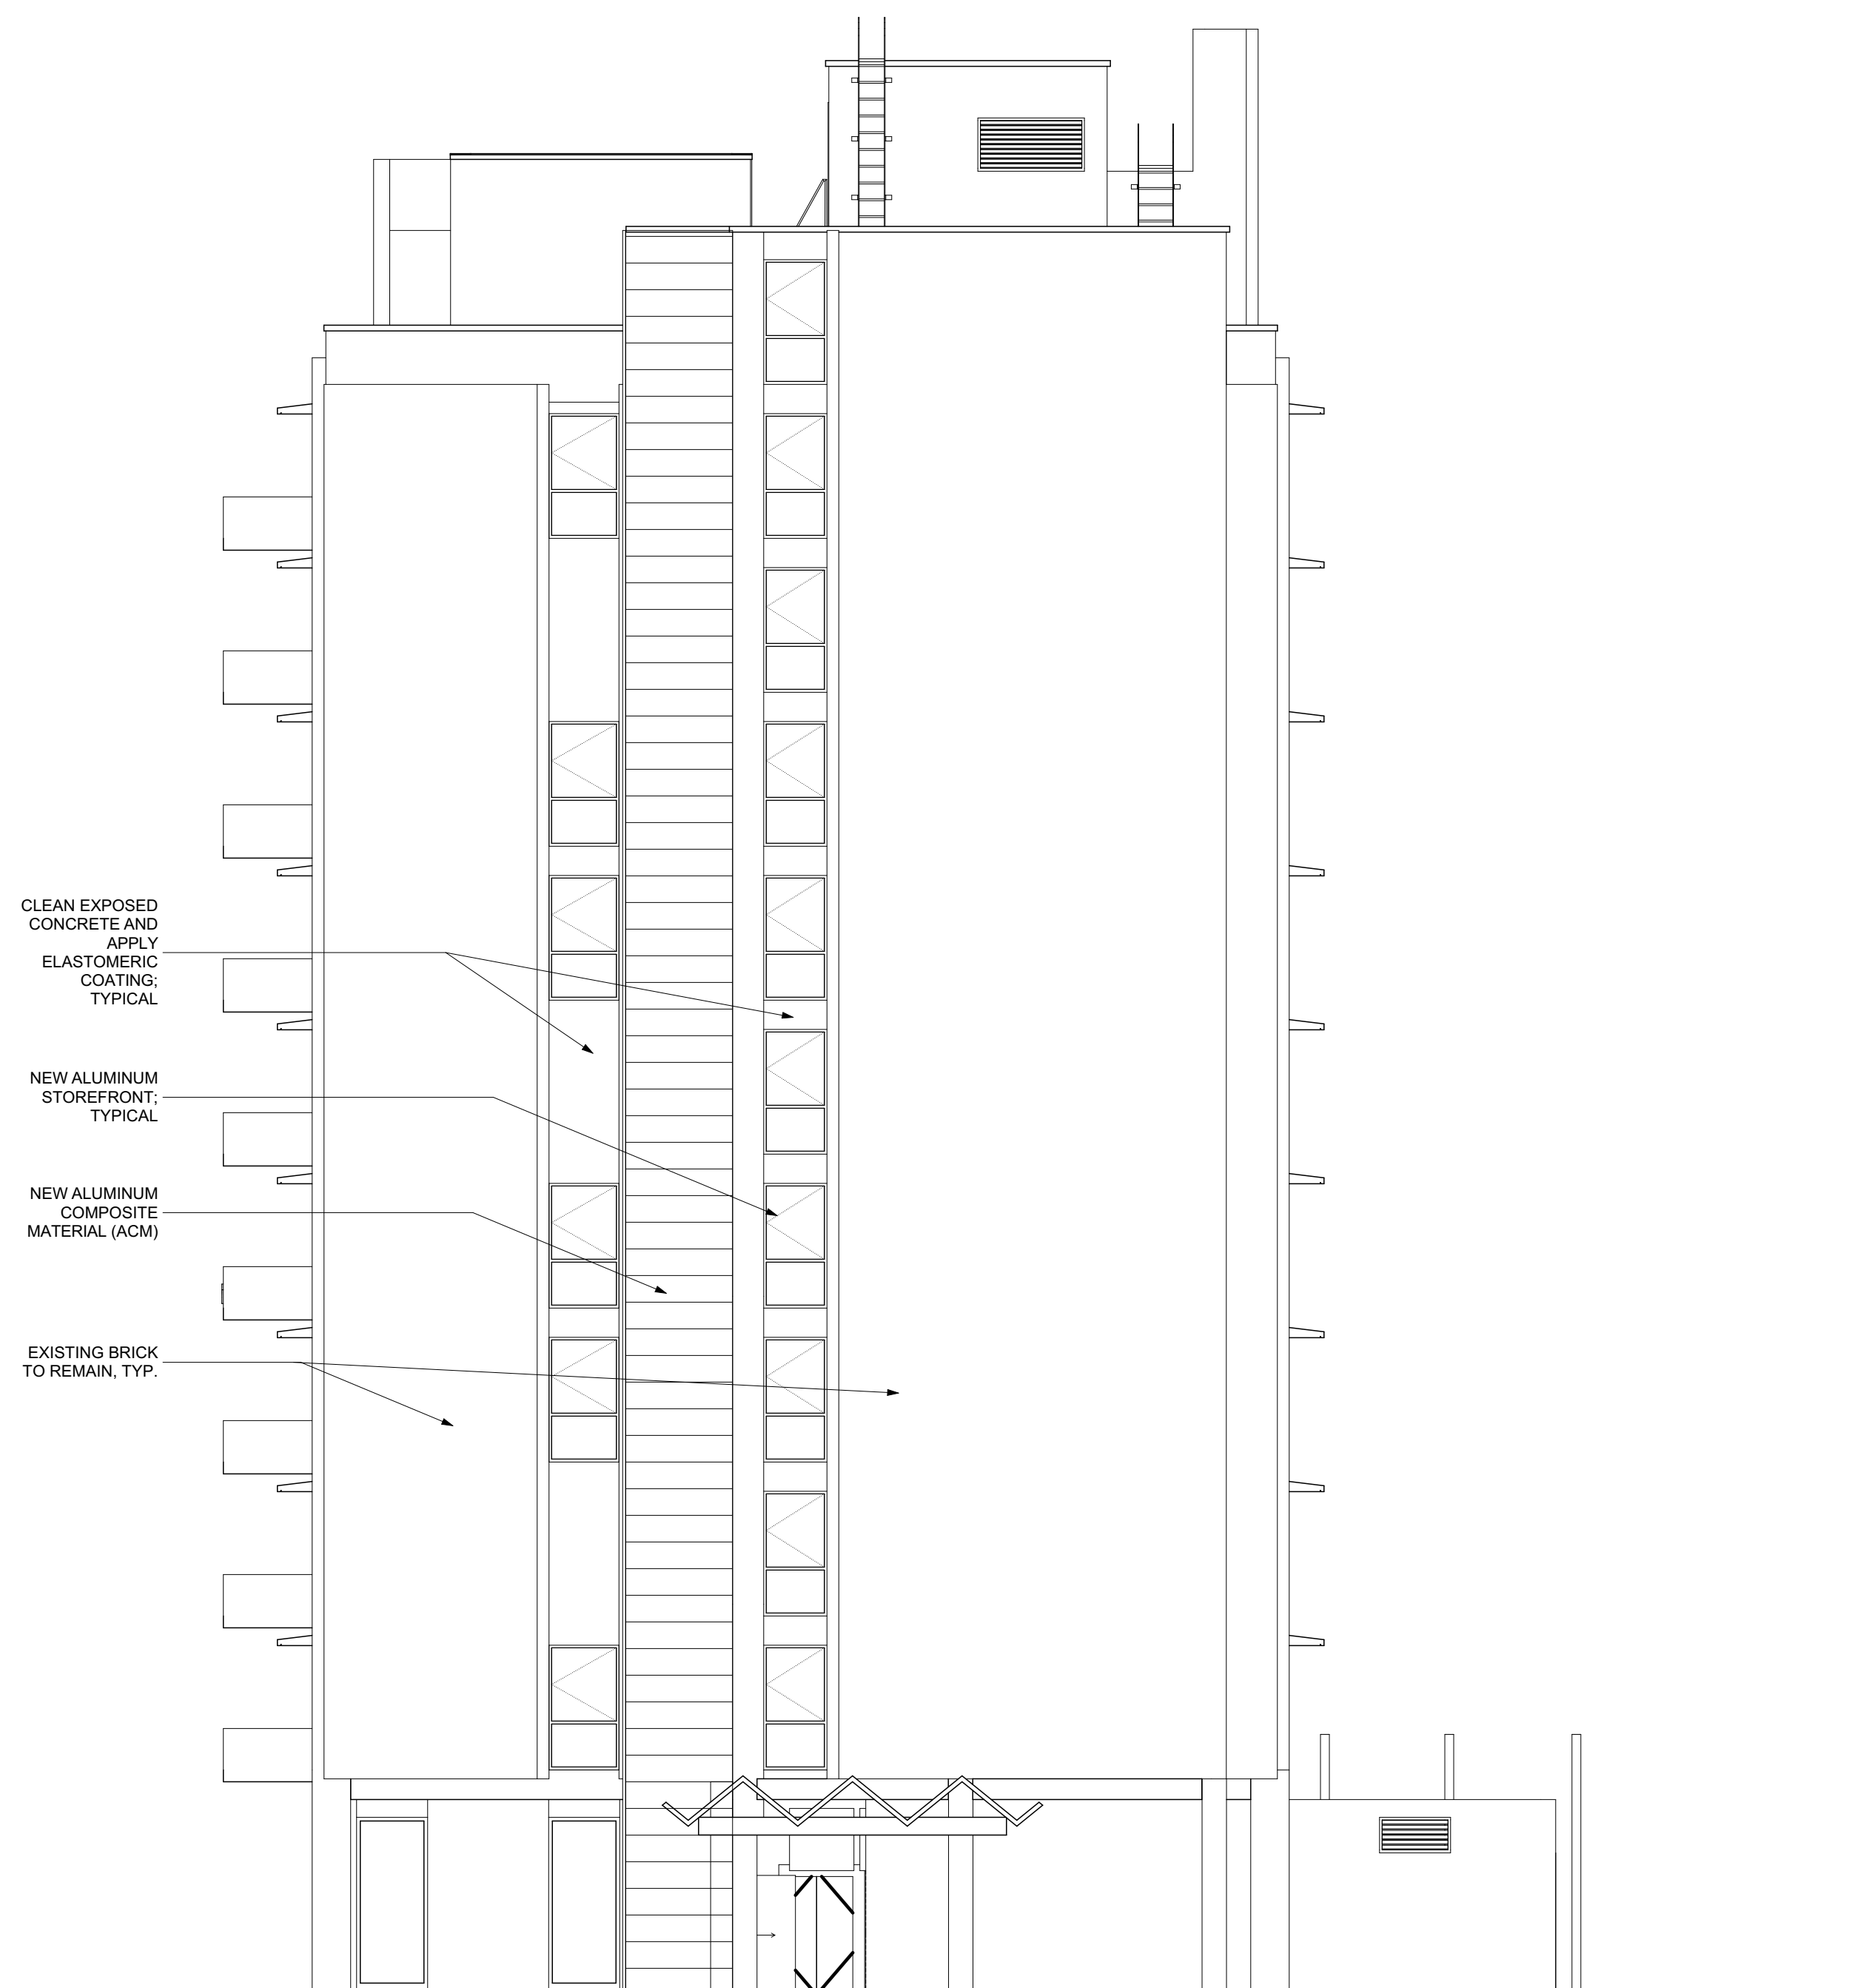 CLEAN EXPOSED
CONCRETE AND
APPLY
ELASTOMERIC
COATING;
TYPICAL
NEW ALUMINUM
STOREFRONT;
TYPICAL
NEW ALUMINUM
COMPOSITE
MATERIAL (ACM)
EXISTING BRICK
TO REMAIN, TYP.